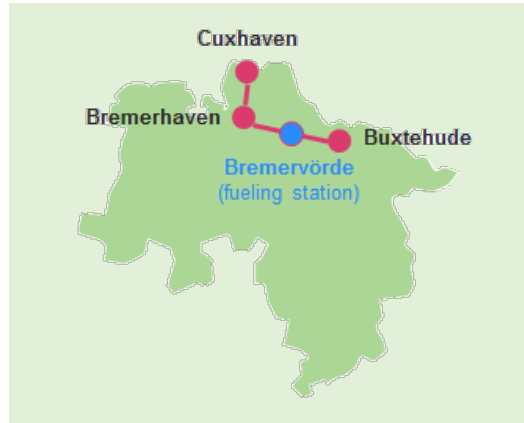 Cuxhaven
Bremerhaven
Buxtehude
Bremervörde
(fueling station)